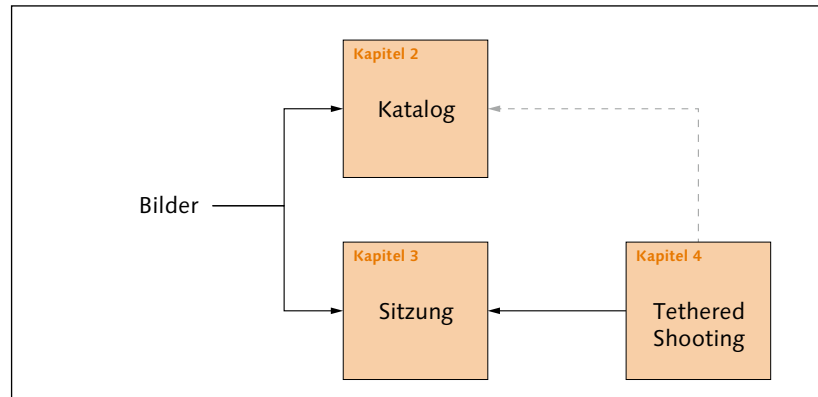 Kapitel 2
Katalog
Bilder
Kapitel 3
Sitzung
Kapitel 4
Tethered
Shooting